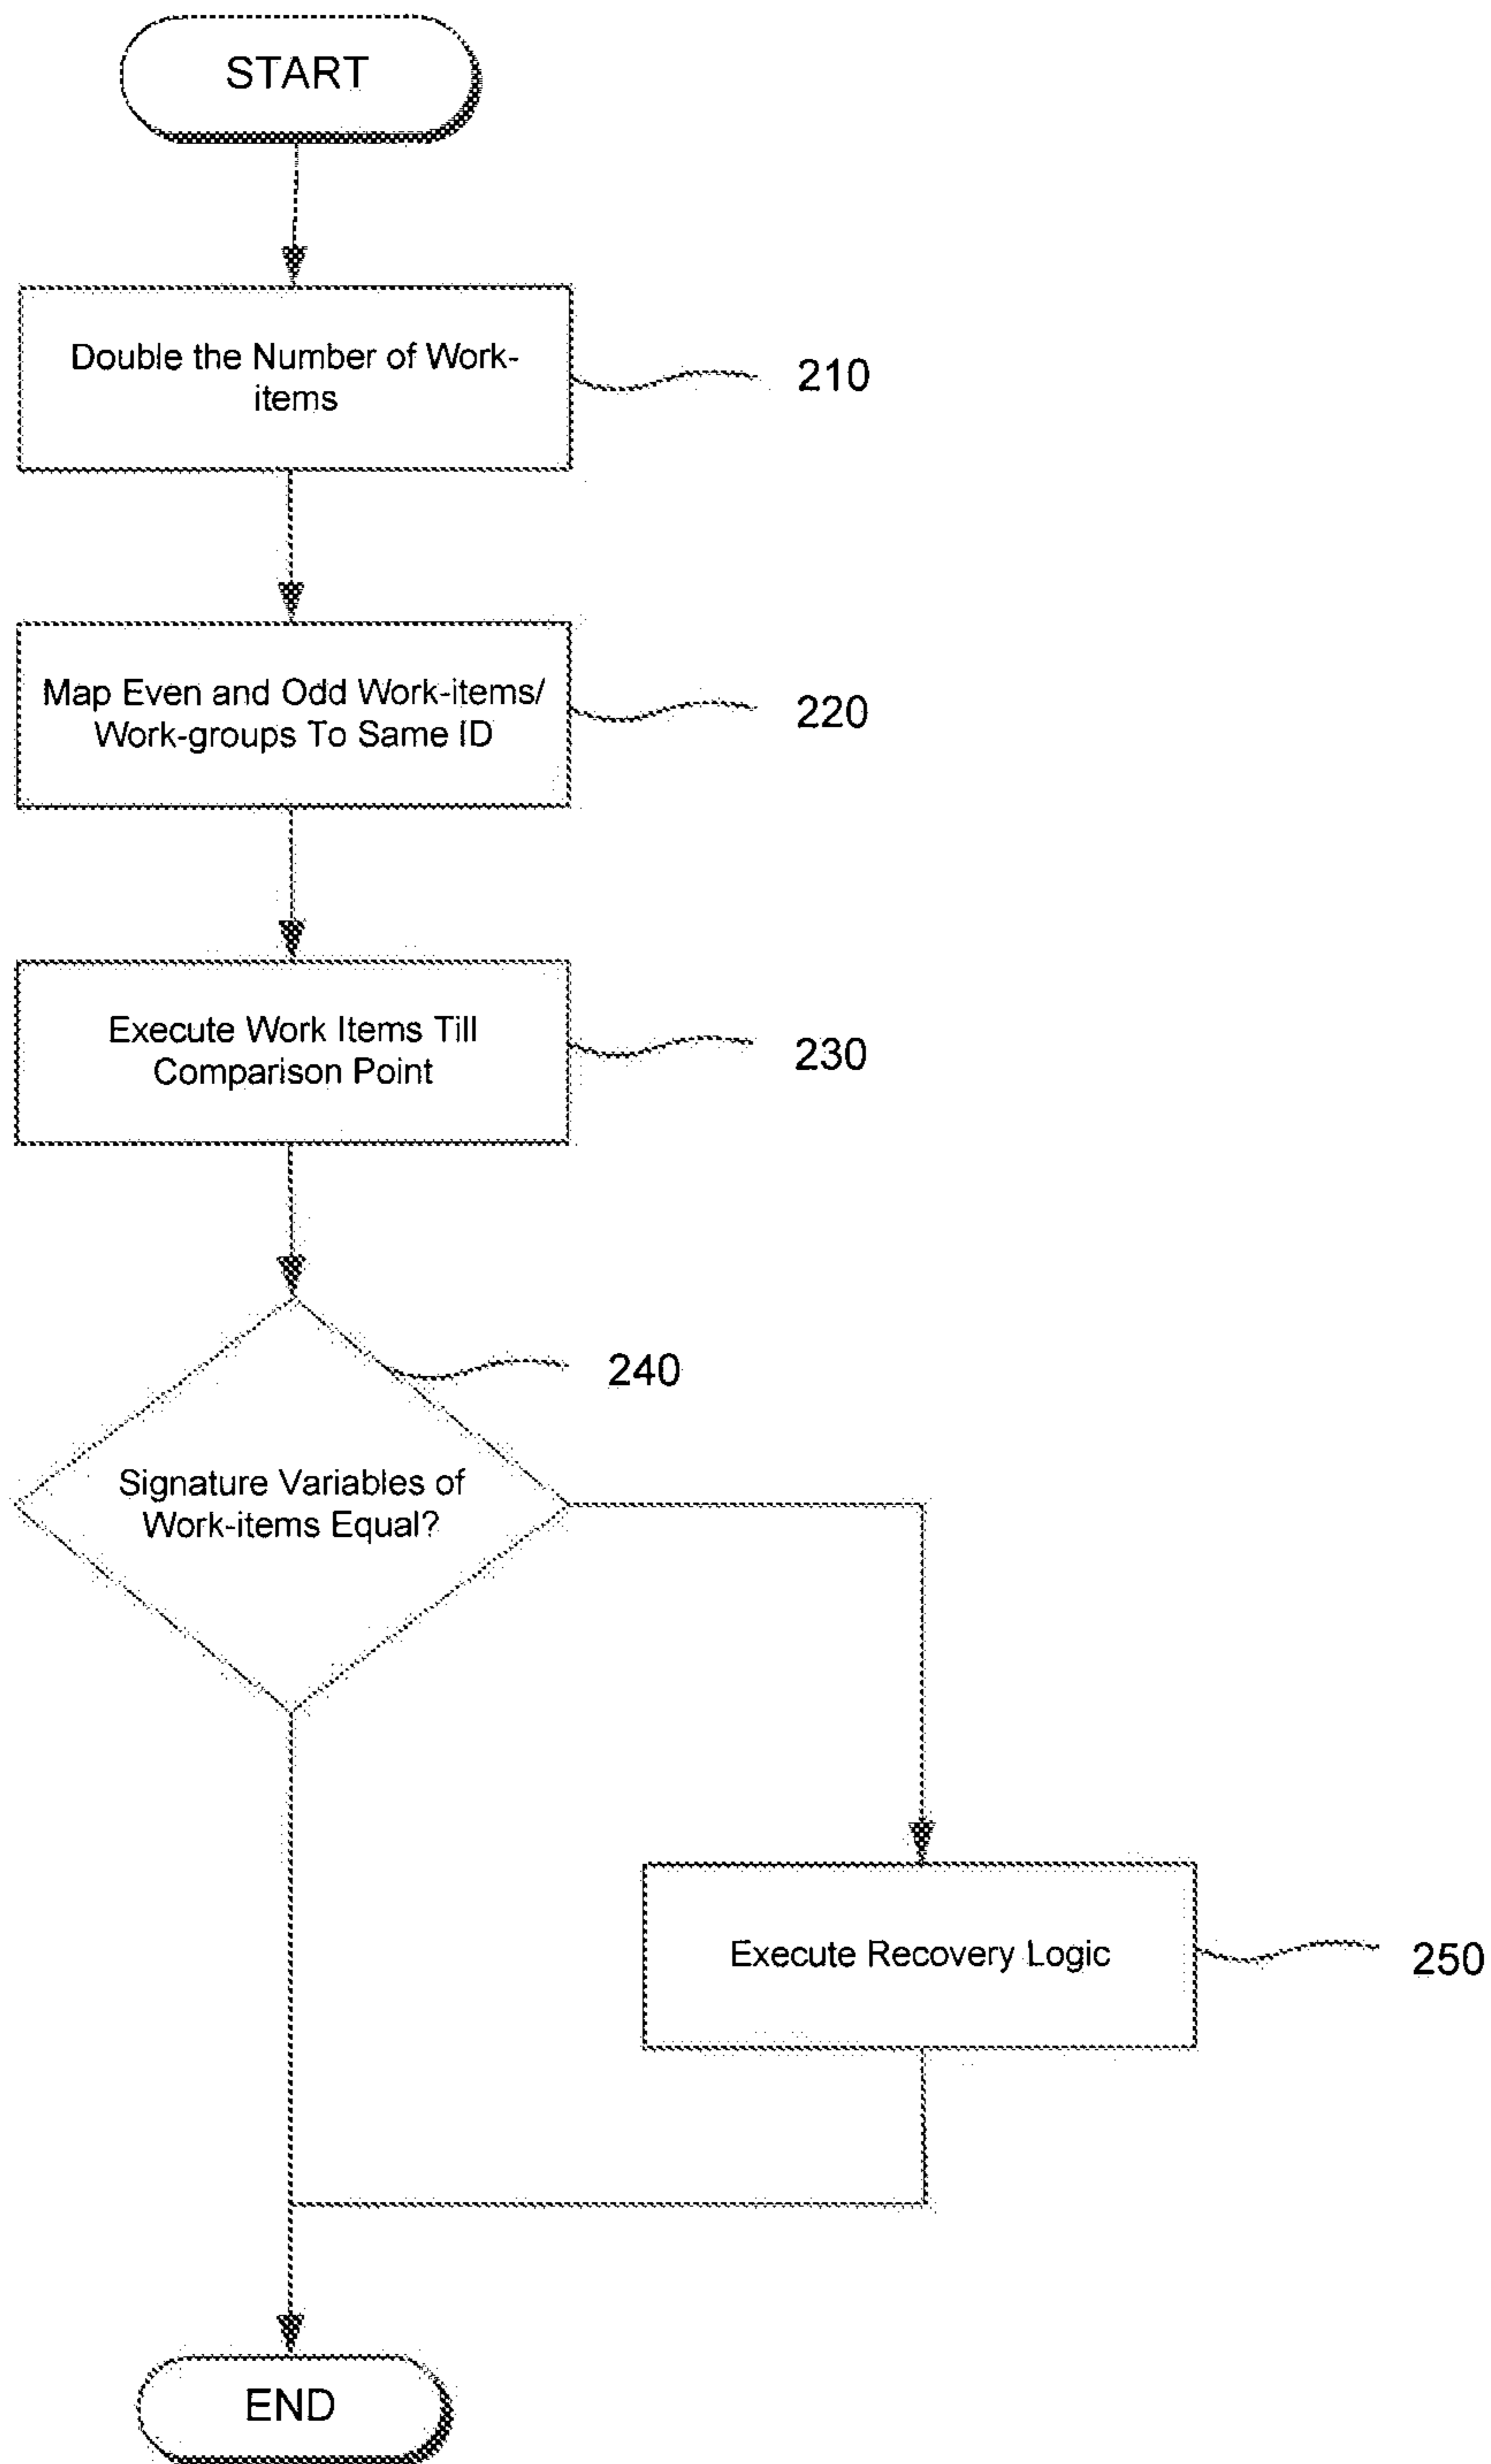 START
Double the Number of Work-
items
210
Map Even and Odd Work-items/
Work-groups To Same ID
220
Execute Work Items Till
Comparison Point
230
240
Signature Variables of
Work-items Equal?
Execute Recovery Logic
250
END